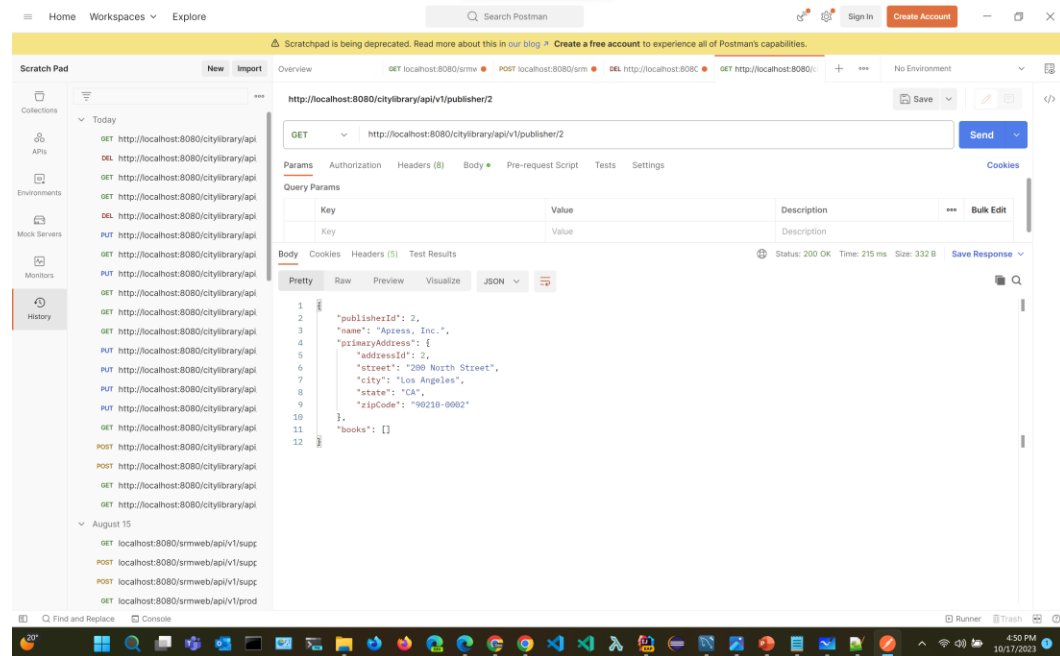 Home Workspaces Explore Search Postman Sign In Create Account
Scratchpad is being deprecated. Read more about this in our blog ↗ Create a free account to experience all of Postman's capabilities.
Scratch Pad New Import Overview GET localhost:8080/srmw POST localhost:8080/srm DEL http://localhost:808 GET http://localhost:8080/c No Environment
Collections
APIs
Environments
Mock Servers
Monitors
History
Today
GET http://localhost:8080/citylibrary/api
DEL http://localhost:8080/citylibrary/api
GET http://localhost:8080/citylibrary/api
GET http://localhost:8080/citylibrary/api
DEL http://localhost:8080/citylibrary/api
PUT http://localhost:8080/citylibrary/api
GET http://localhost:8080/citylibrary/api
PUT http://localhost:8080/citylibrary/api
GET http://localhost:8080/citylibrary/api
GET http://localhost:8080/citylibrary/api
GET http://localhost:8080/citylibrary/api
PUT http://localhost:8080/citylibrary/api
PUT http://localhost:8080/citylibrary/api
PUT http://localhost:8080/citylibrary/api
PUT http://localhost:8080/citylibrary/api
GET http://localhost:8080/citylibrary/api
POST http://localhost:8080/citylibrary/api
POST http://localhost:8080/citylibrary/api
GET http://localhost:8080/citylibrary/api
GET http://localhost:8080/citylibrary/api
August 15
GET localhost:8080/srmweb/api/v1/supp
POST localhost:8080/srmweb/api/v1/supp
POST localhost:8080/srmweb/api/v1/supp
GET localhost:8080/srmweb/api/v1/prod
http://localhost:8080/citylibrary/api/v1/publisher/2 Save
GET http://localhost:8080/citylibrary/api/v1/publisher/2 Send
Params Authorization Headers (8) Body Pre-request Script Tests Settings Cookies
Query Params
Key Value Description Bulk Edit
Key Value Description
Body Cookies Headers (5) Test Results Status: 200 OK Time: 215 ms Size: 332 B Save Response
Pretty Raw Preview Visualize JSON
1 {
2 "publisherId": 2,
3 "name": "Apress, Inc.",
4 "primaryAddress": {
5 "addressId": 2,
6 "street": "200 North Street",
7 "city": "Los Angeles",
8 "state": "CA",
9 "zipCode": "90210-0002"
10 },
11 "books": []
12 }
Find and Replace Console Runner Trash
20° 4:50 PM
10/17/2023 1